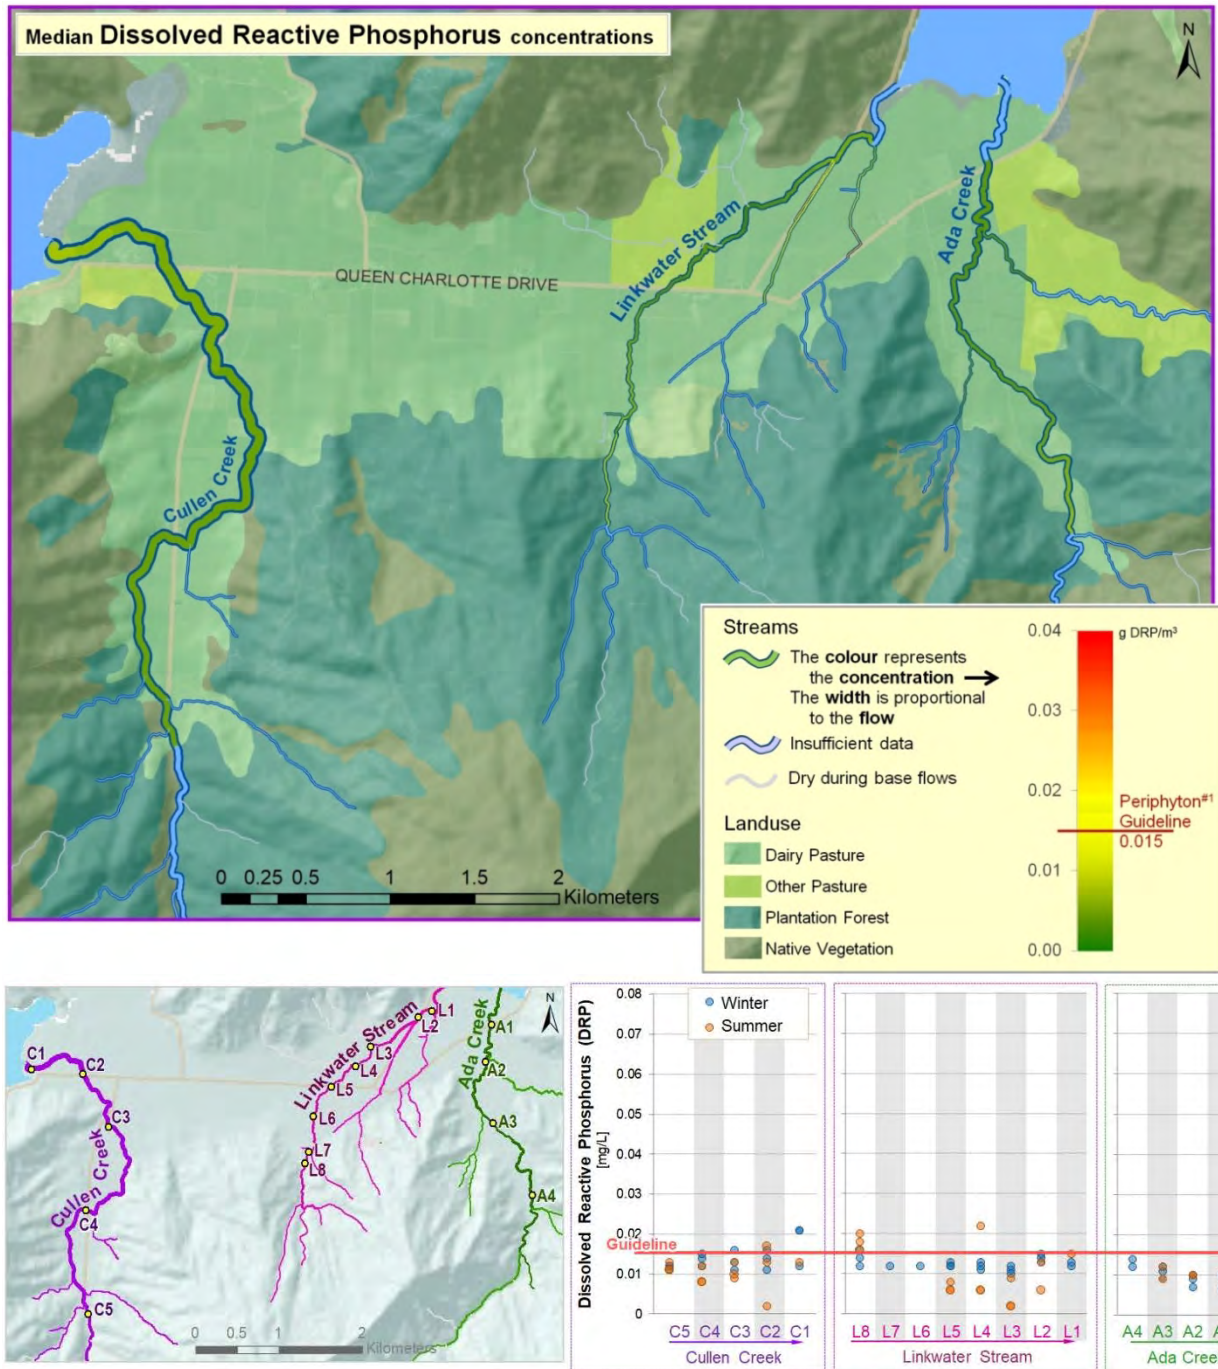 Median Dissolved Reactive Phosphorus concentrations
N
Linkwater Stream
Ada Creek
QUEEN CHARLOTTE DRIVE
Cullen Creek
0 0.25 0.5 1 1.5 2
Kilometers
Streams
The colour represents
the concentration
The width is proportional
to the flow
Insufficient data
Dry during base flows
Landuse
Dairy Pasture
Other Pasture
Plantation Forest
Native Vegetation
g DRP/m³
0.04
0.03
0.02
0.01
0.00
Periphyton#1
Guideline
0.015
N
Linkwater Stream
Ada Creek
Cullen Creek
C1
C2
C3
C4
C5
L1
L2
L3
L4
L5
L6
L7
L8
A1
A2
A3
A4
0 0.5 1 2
Kilometers
Dissolved Reactive Phosphorus (DRP)
[mg/L]
0.08
0.07
0.06
0.05
0.04
0.03
0.02
0.01
0
Winter
Summer
Guideline
C5 C4 C3 C2 C1
Cullen Creek
L8 L7 L6 L5 L4 L3 L2 L1
Linkwater Stream
A4 A3 A2 A
Ada Cree